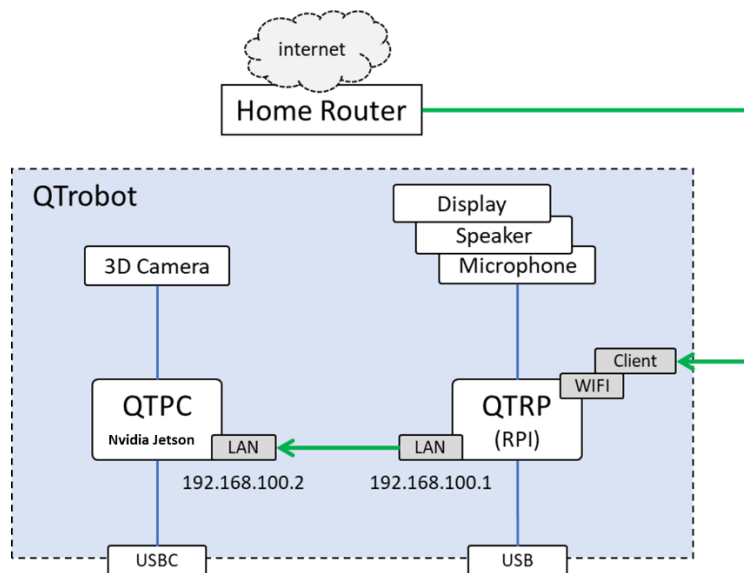 internet
Home Router
QTrobot
Display
Speaker
Microphone
3D Camera
Client
WIFI
QTPC
Nvidia Jetson
LAN
QTRP
(RPI)
LAN
192.168.100.2
192.168.100.1
USBC
USB